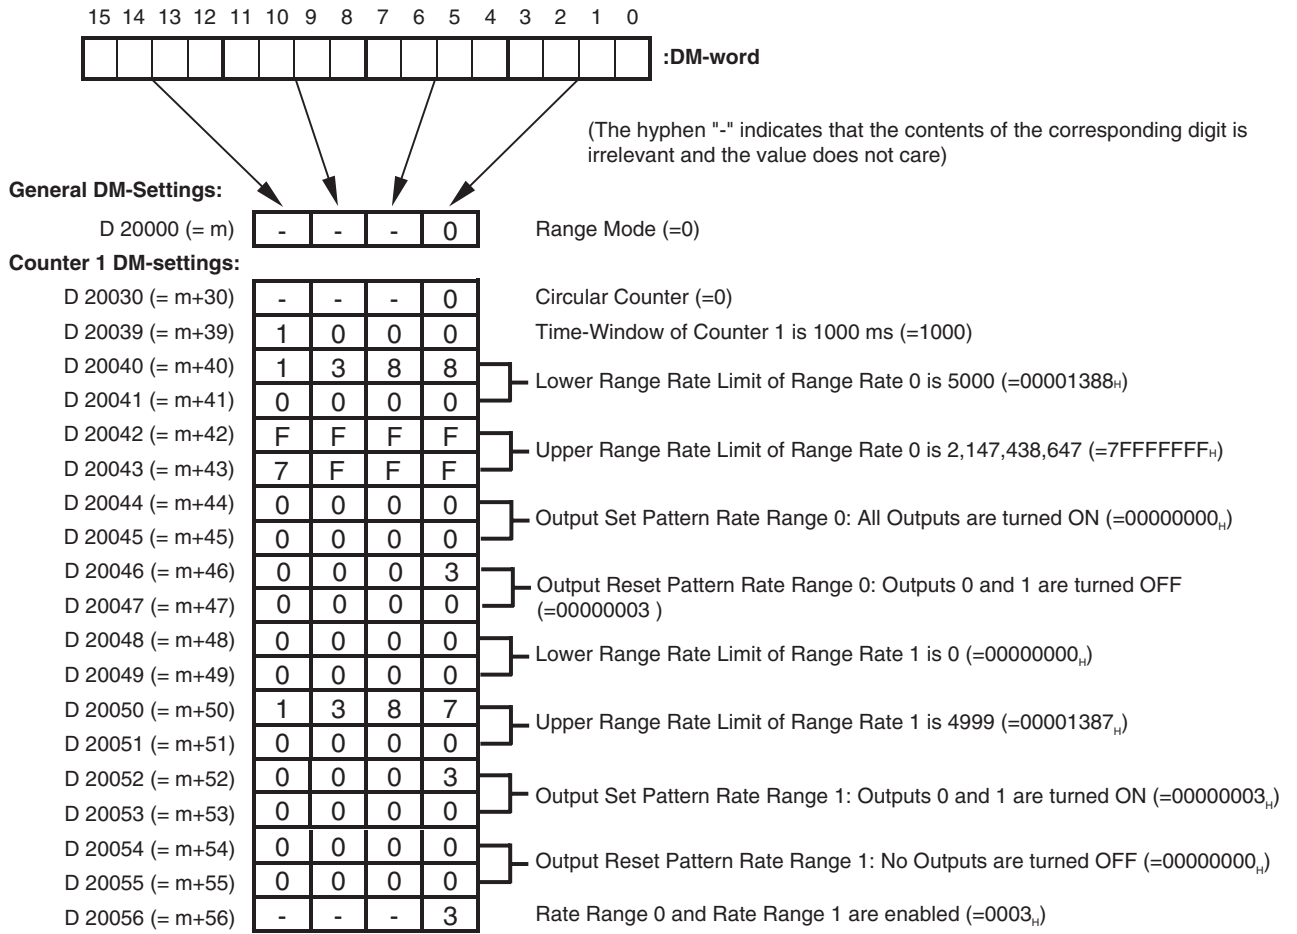 15 14 13 12 11 10 9 8 7 6 5 4 3 2 1 0
:DM-word
(The hyphen "-" indicates that the contents of the corresponding digit is
irrelevant and the value does not care)
General DM-Settings:
D 20000 (= m) - - - 0 Range Mode (=0)
Counter 1 DM-settings:
D 20030 (= m+30) - - - 0 Circular Counter (=0)
D 20039 (= m+39) 1 0 0 0 Time-Window of Counter 1 is 1000 ms (=1000)
D 20040 (= m+40) 1 3 8 8
Lower Range Rate Limit of Range Rate 0 is 5000 (=00001388H)
D 20041 (= m+41) 0 0 0 0
D 20042 (= m+42) F F F F
Upper Range Rate Limit of Range Rate 0 is 2,147,438,647 (=7FFFFFFFH)
D 20043 (= m+43) 7 F F F
D 20044 (= m+44) 0 0 0 0
Output Set Pattern Rate Range 0: All Outputs are turned ON (=00000000H)
D 20045 (= m+45) 0 0 0 0
D 20046 (= m+46) 0 0 0 3
Output Reset Pattern Rate Range 0: Outputs 0 and 1 are turned OFF
D 20047 (= m+47) 0 0 0 0
(=00000003 )
D 20048 (= m+48) 0 0 0 0
Lower Range Rate Limit of Range Rate 1 is 0 (=00000000H)
D 20049 (= m+49) 0 0 0 0
D 20050 (= m+50) 1 3 8 7
Upper Range Rate Limit of Range Rate 1 is 4999 (=00001387H)
D 20051 (= m+51) 0 0 0 0
D 20052 (= m+52) 0 0 0 3
Output Set Pattern Rate Range 1: Outputs 0 and 1 are turned ON (=00000003H)
D 20053 (= m+53) 0 0 0 0
D 20054 (= m+54) 0 0 0 0
Output Reset Pattern Rate Range 1: No Outputs are turned OFF (=00000000H)
D 20055 (= m+55) 0 0 0 0
D 20056 (= m+56) - - - 3 Rate Range 0 and Rate Range 1 are enabled (=0003H)